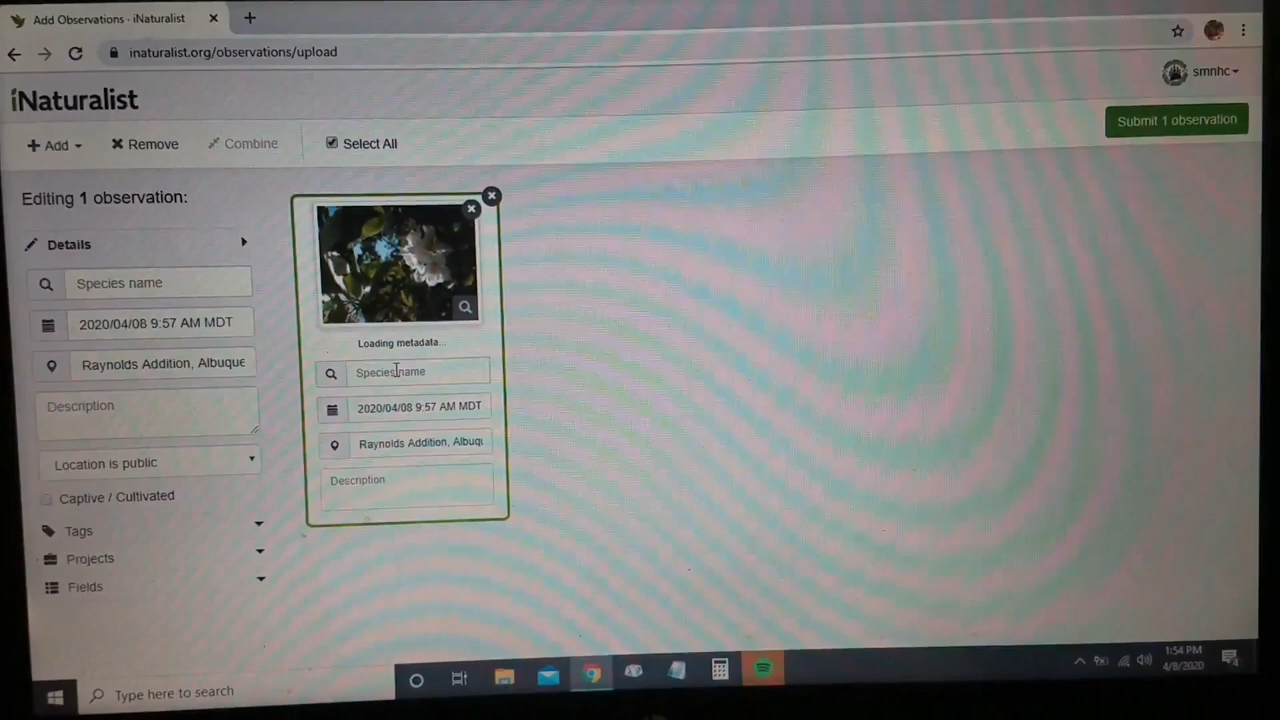 Add Observations · iNaturalist
inaturalist.org/observations/upload
smnhc
iNaturalist
Submit 1 observation
Add
Remove
Combine
Select All
Editing 1 observation:
Details
Species name
2020/04/08 9:57 AM MDT
Raynolds Addition, Albuque
Description
Location is public
Captive / Cultivated
Tags
Projects
Fields
Loading metadata...
Species name
2020/04/08 9:57 AM MDT
Raynolds Addition, Albuqu
Description
Type here to search
1:54 PM
4/8/2020